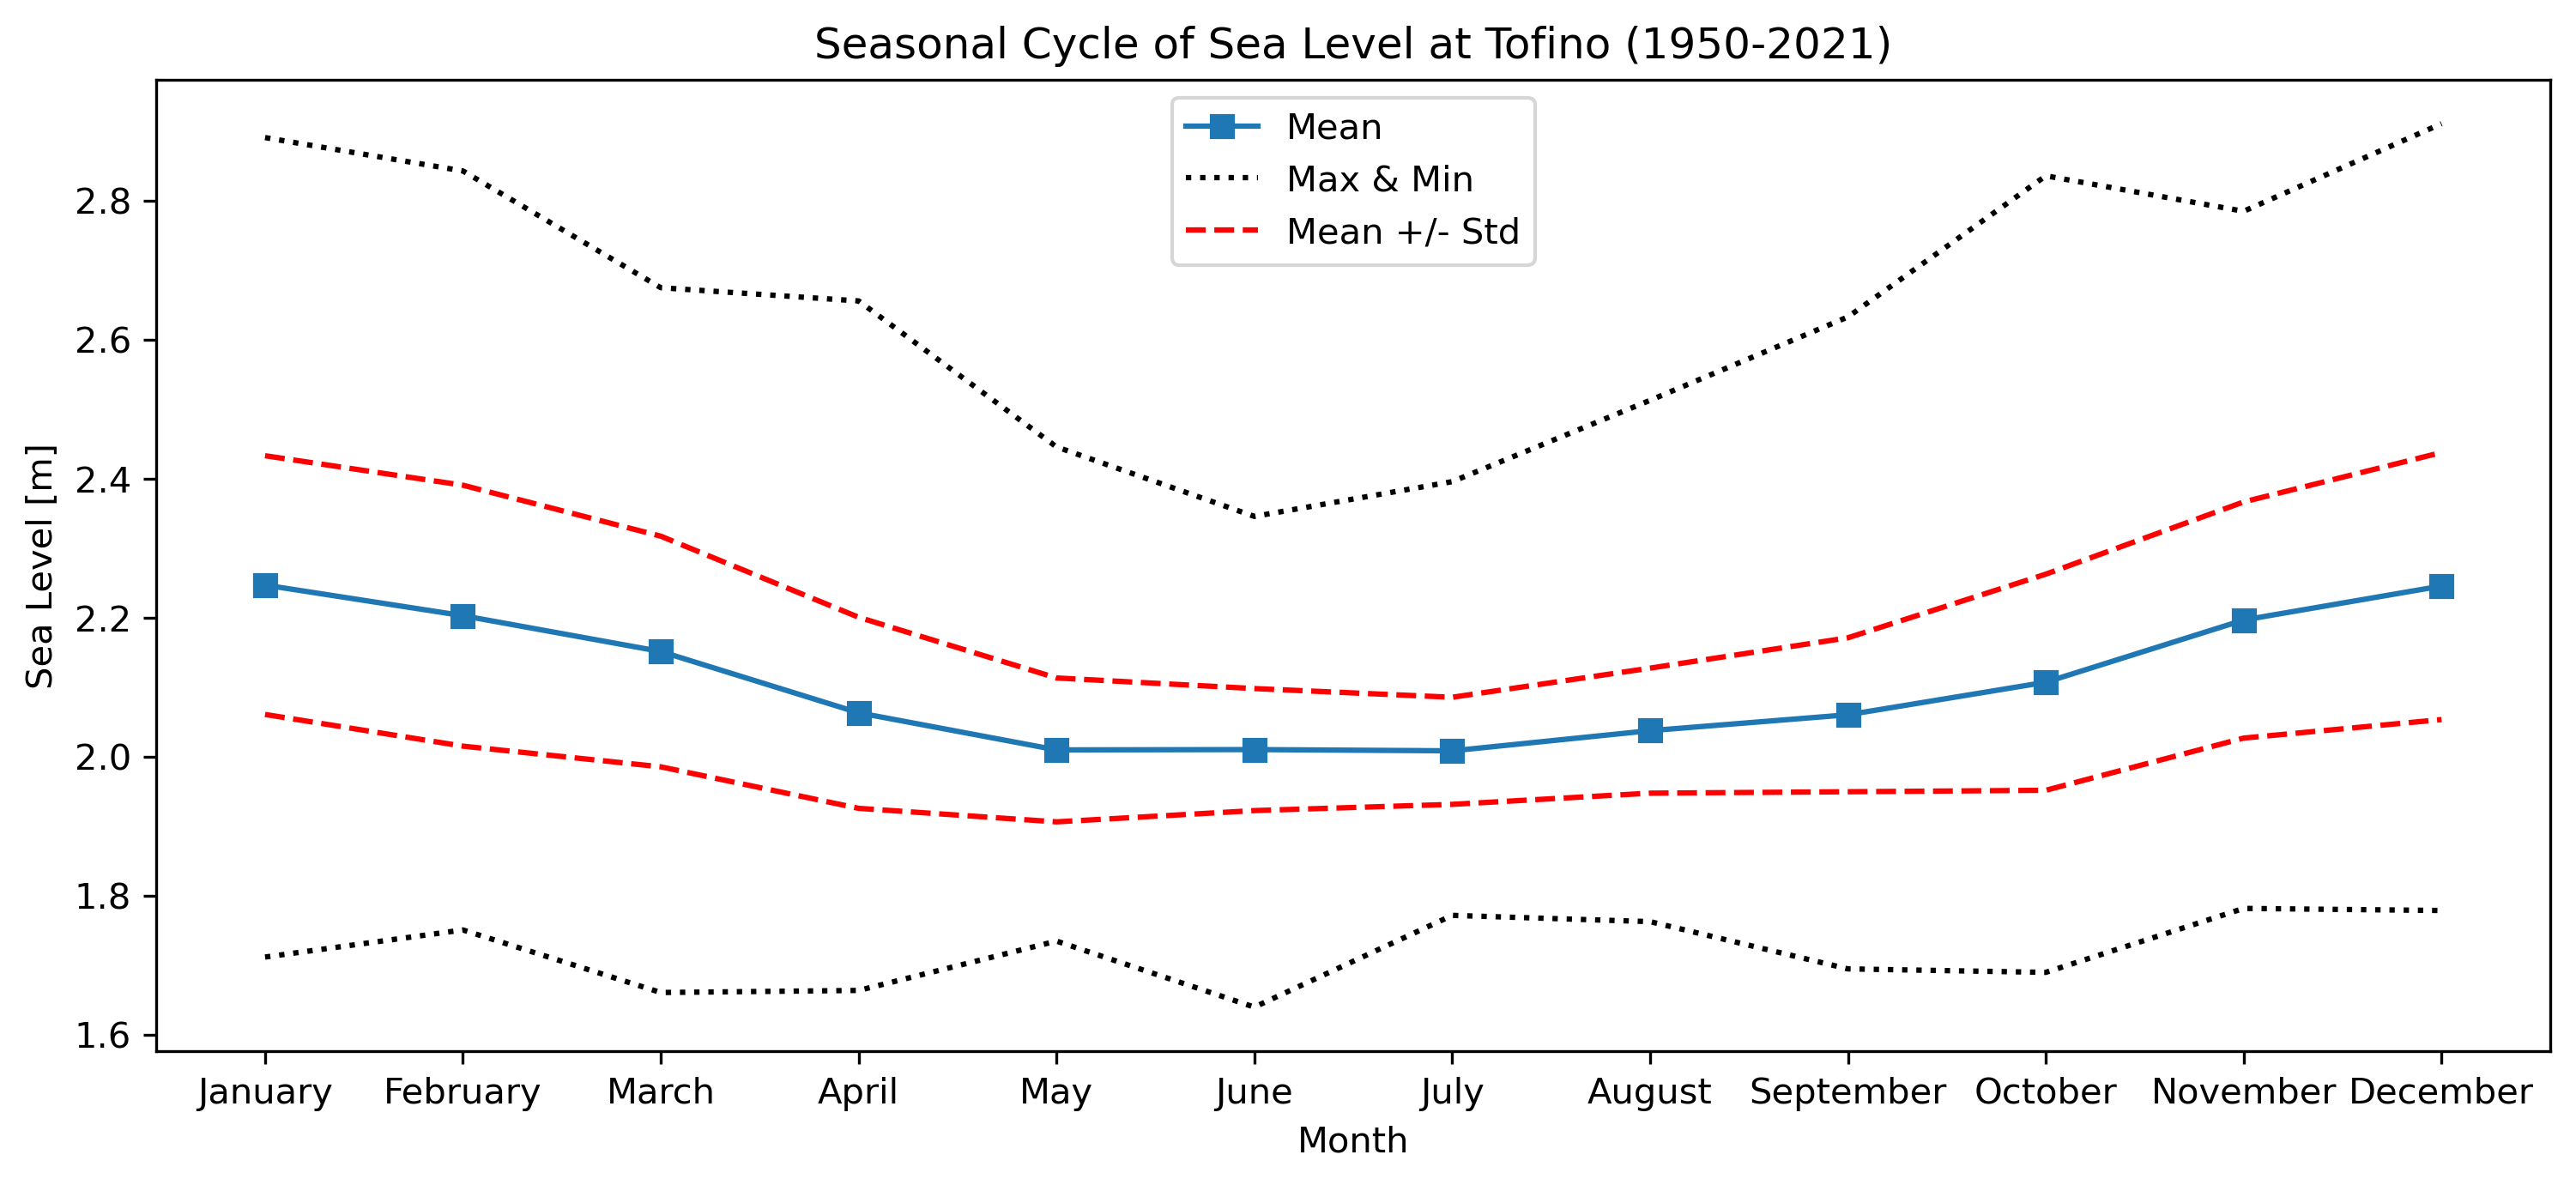 Seasonal Cycle of Sea Level at Tofino (1950-2021)
Mean
Max & Min
Mean +/- Std
Sea Level [m]
2.8
2.6
2.4
2.2
2.0
1.8
1.6
January February March April May June July August September October November December
Month